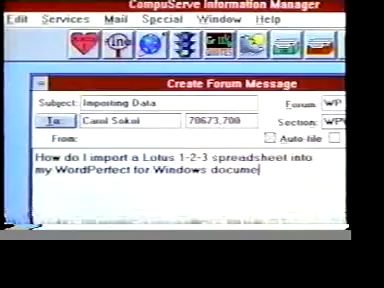 CompuServe Information Manager
Edit Services Mail Special Window Help
Create Forum Message
Subject: Importing Data
Forum: WP
To: Carol Sokol 70673,700
Section: WP
From:
Auto-file
How do I import a Lotus 1-2-3 spreadsheet into
my WordPerfect for Windows docume